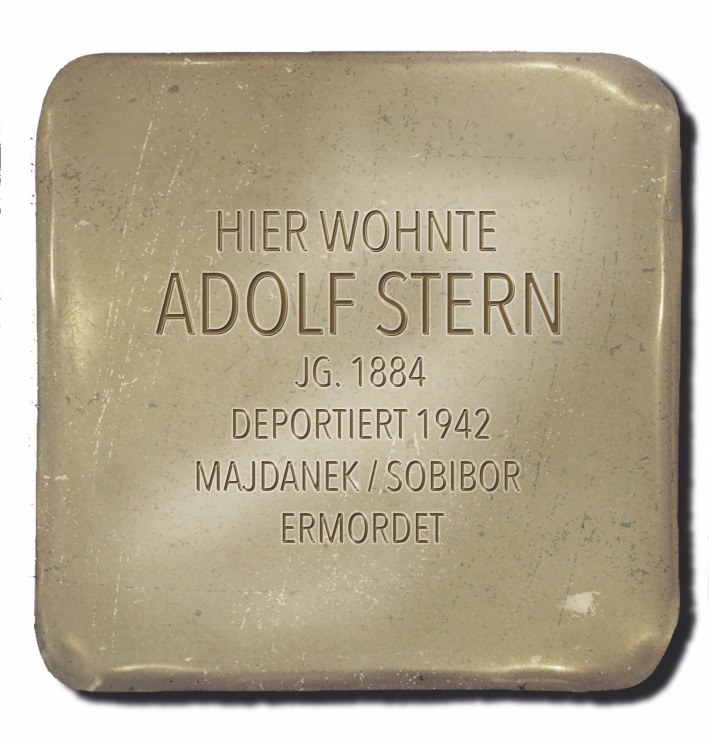 HIER WOHNTE
ADOLF STERN
JG. 1884
DEPORTIERT 1942
MAJDANEK / SOBIBOR
ERMORDET